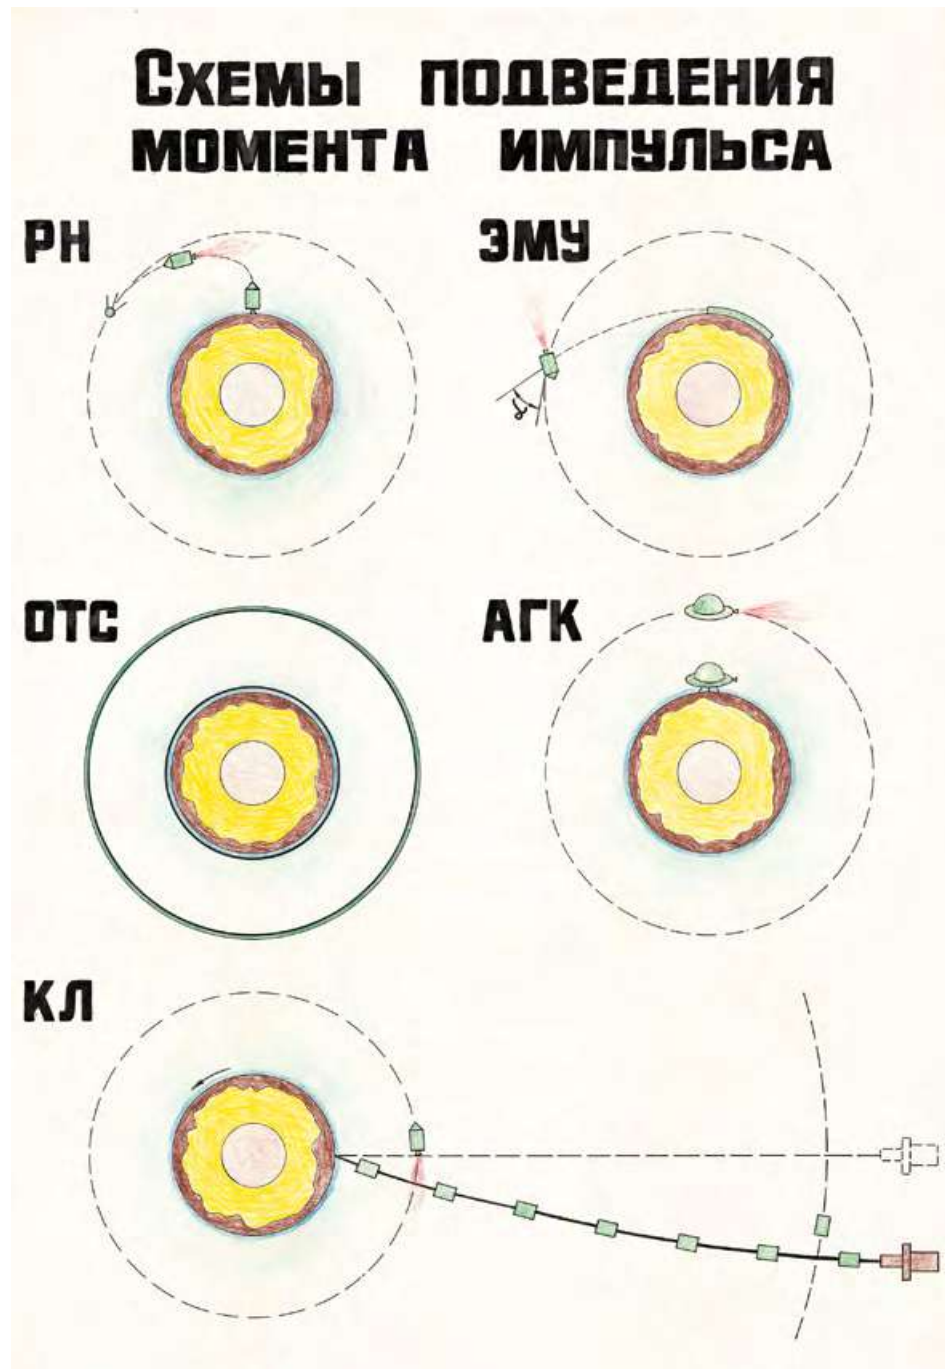 Схемы подведения
момента импульса
РН
ЭМУ
α
ОТС
АГК
КЛ